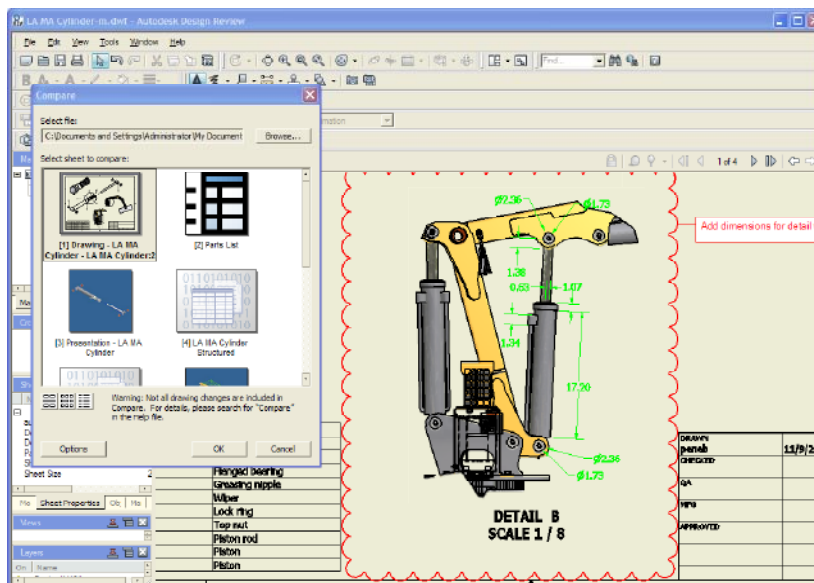 LA MA Cylinder-m.dwf - Autodesk Design Review
File Edit View Tools Window Help
Find...
Compare
Select file:
C:\Documents and Settings\Administrator\My Document
Browse...
Select sheet to compare:
[1] Drawing - LA MA
Cylinder - LA MA Cylinder:2
[2] Parts List
[3] Presentation - LA MA
Cylinder
[4] LA MA Cylinder
Structured
Warning: Not all drawing changes are included in
Compare. For details, please search for "Compare"
in the help file.
Options
OK
Cancel
1 of 4
Add dimensions for detail
Ø2.36
Ø1.73
1.38
0.63
1.07
1.34
17.20
Ø2.36
Ø1.73
DETAIL B
SCALE 1 / 8
DRAWN
CHECKED
QA
MFG
APPROVED
Sheet Size
Sheet Properties
Views
Layers
On Name
Flanged bearing
Greasing nipple
Wiper
Lock ring
Top nut
Piston rod
Piston
Piston